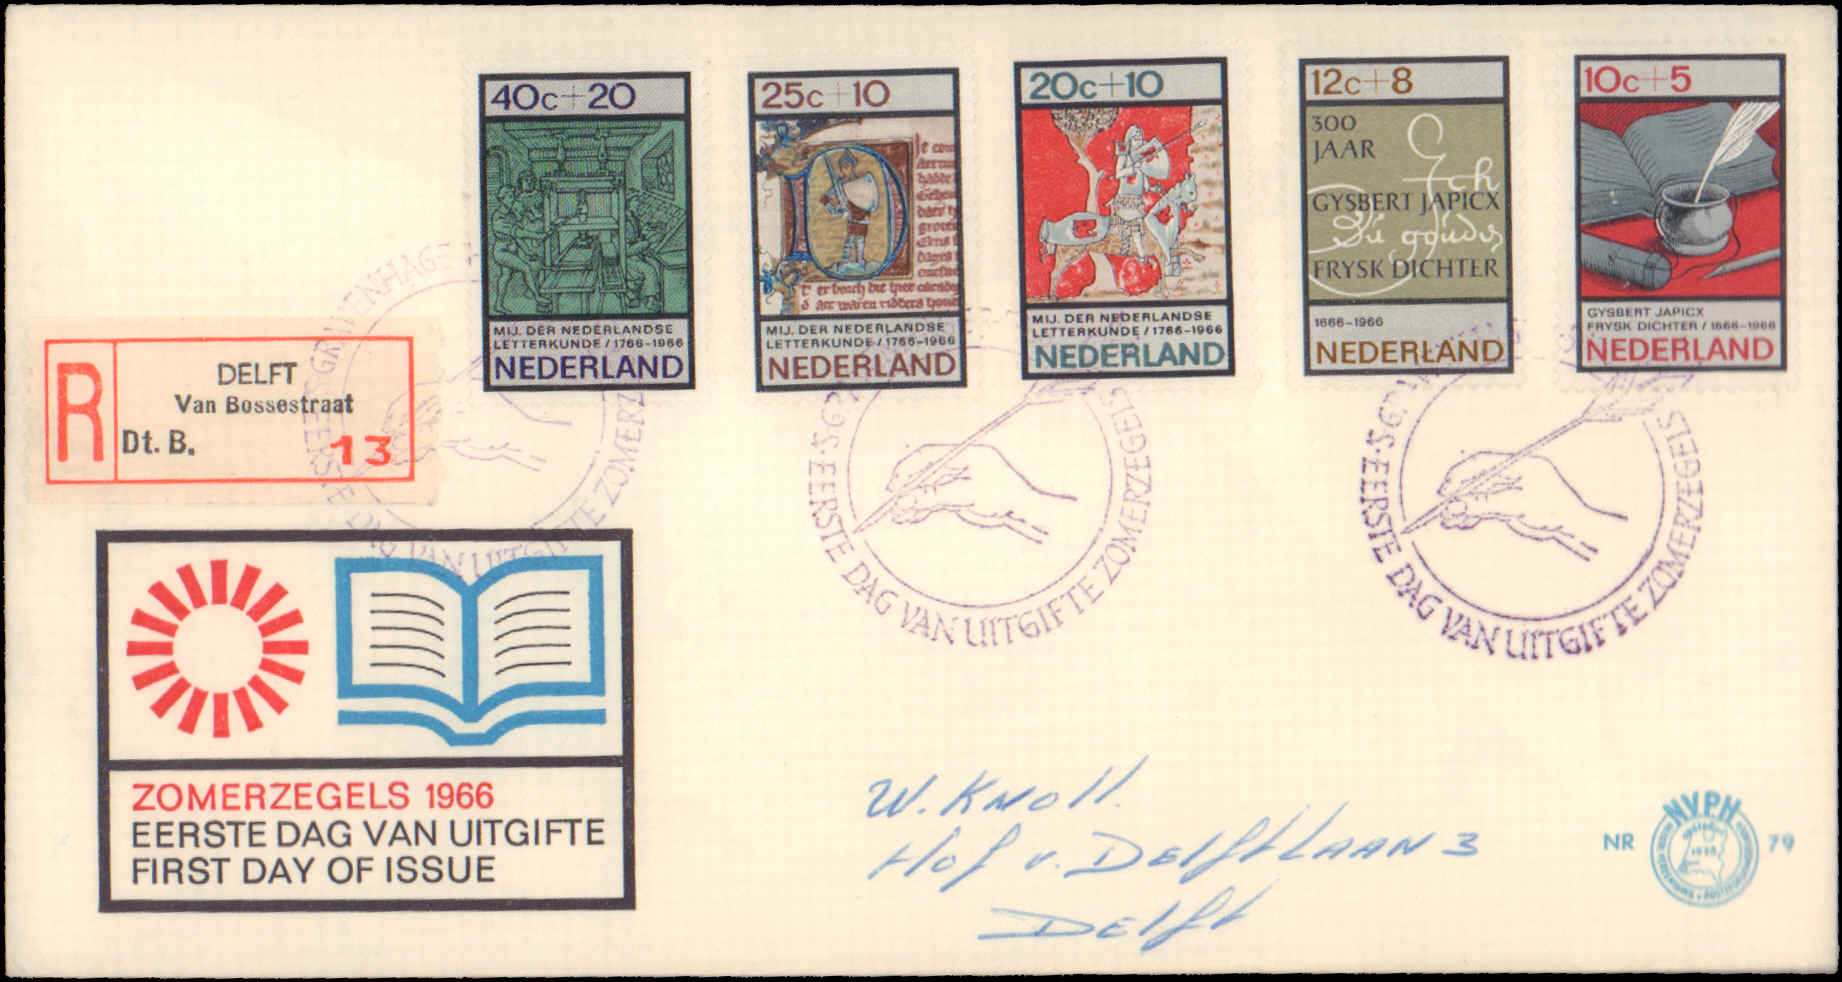 40c+20
MIJ. DER NEDERLANDSE
LETTERKUNDE / 1766-1966
NEDERLAND
25c+10
MIJ. DER NEDERLANDSE
LETTERKUNDE / 1766-1966
NEDERLAND
20c+10
MIJ. DER NEDERLANDSE
LETTERKUNDE / 1766-1966
NEDERLAND
12c+8
300
JAAR
GYSBERT JAPICX
FRYSK DICHTER
1666-1966
NEDERLAND
10c+5
GYSBERT JAPICX
FRYSK DICHTER / 1666-1966
NEDERLAND
R
DELFT
Van Bossestraat
Dt. B.
13
EERSTE DAG VAN UITGIFTE ZOMERZEGELS
EERSTE DAG VAN UITGIFTE ZOMERZEGELS
ZOMERZEGELS 1966
EERSTE DAG VAN UITGIFTE
FIRST DAY OF ISSUE
W. Knoll.
Hof v. Delftlaan 3
Delft
NR
NVPH
79